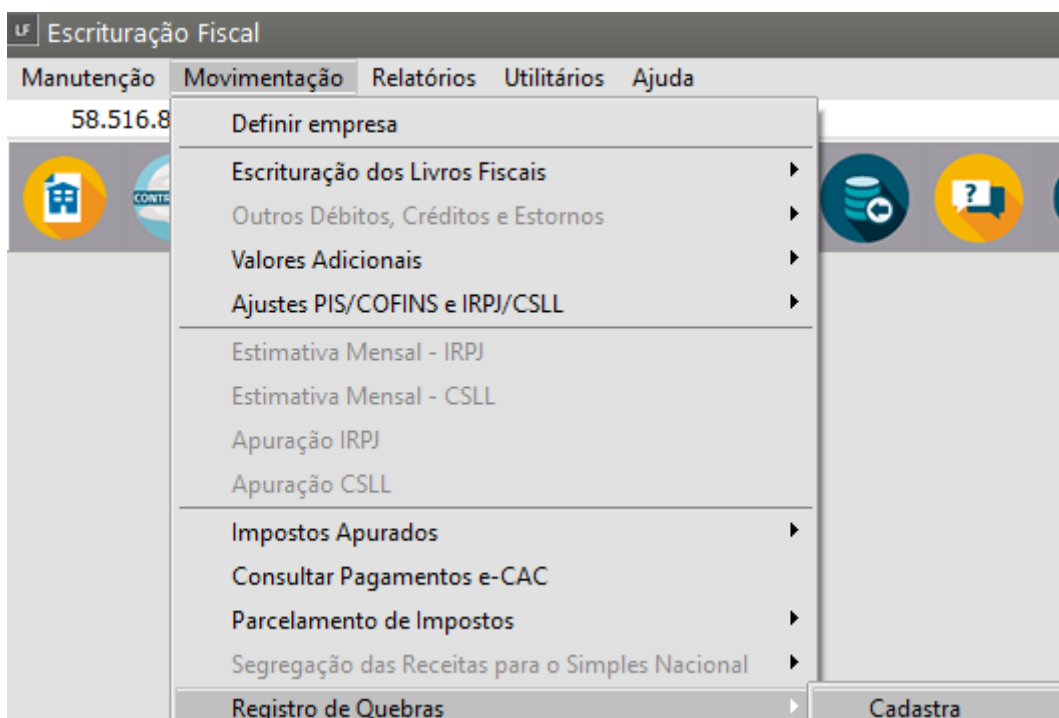 LF Escrituração Fiscal
Manutenção Movimentação Relatórios Utilitários Ajuda
58.516.8
Definir empresa
Escrituração dos Livros Fiscais
Outros Débitos, Créditos e Estornos
Valores Adicionais
Ajustes PIS/COFINS e IRPJ/CSLL
Estimativa Mensal - IRPJ
Estimativa Mensal - CSLL
Apuração IRPJ
Apuração CSLL
Impostos Apurados
Consultar Pagamentos e-CAC
Parcelamento de Impostos
Segregação das Receitas para o Simples Nacional
Registro de Quebras Cadastra
CONTR
?